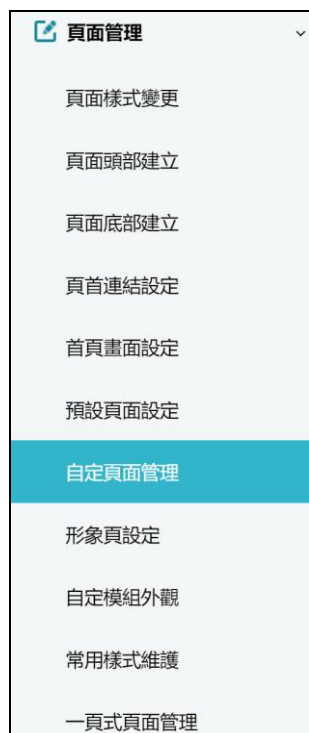 頁面管理
頁面樣式變更
頁面頭部建立
頁面底部建立
頁首連結設定
首頁畫面設定
預設頁面設定
自定頁面管理
形象頁設定
自定模組外觀
常用樣式維護
一頁式頁面管理